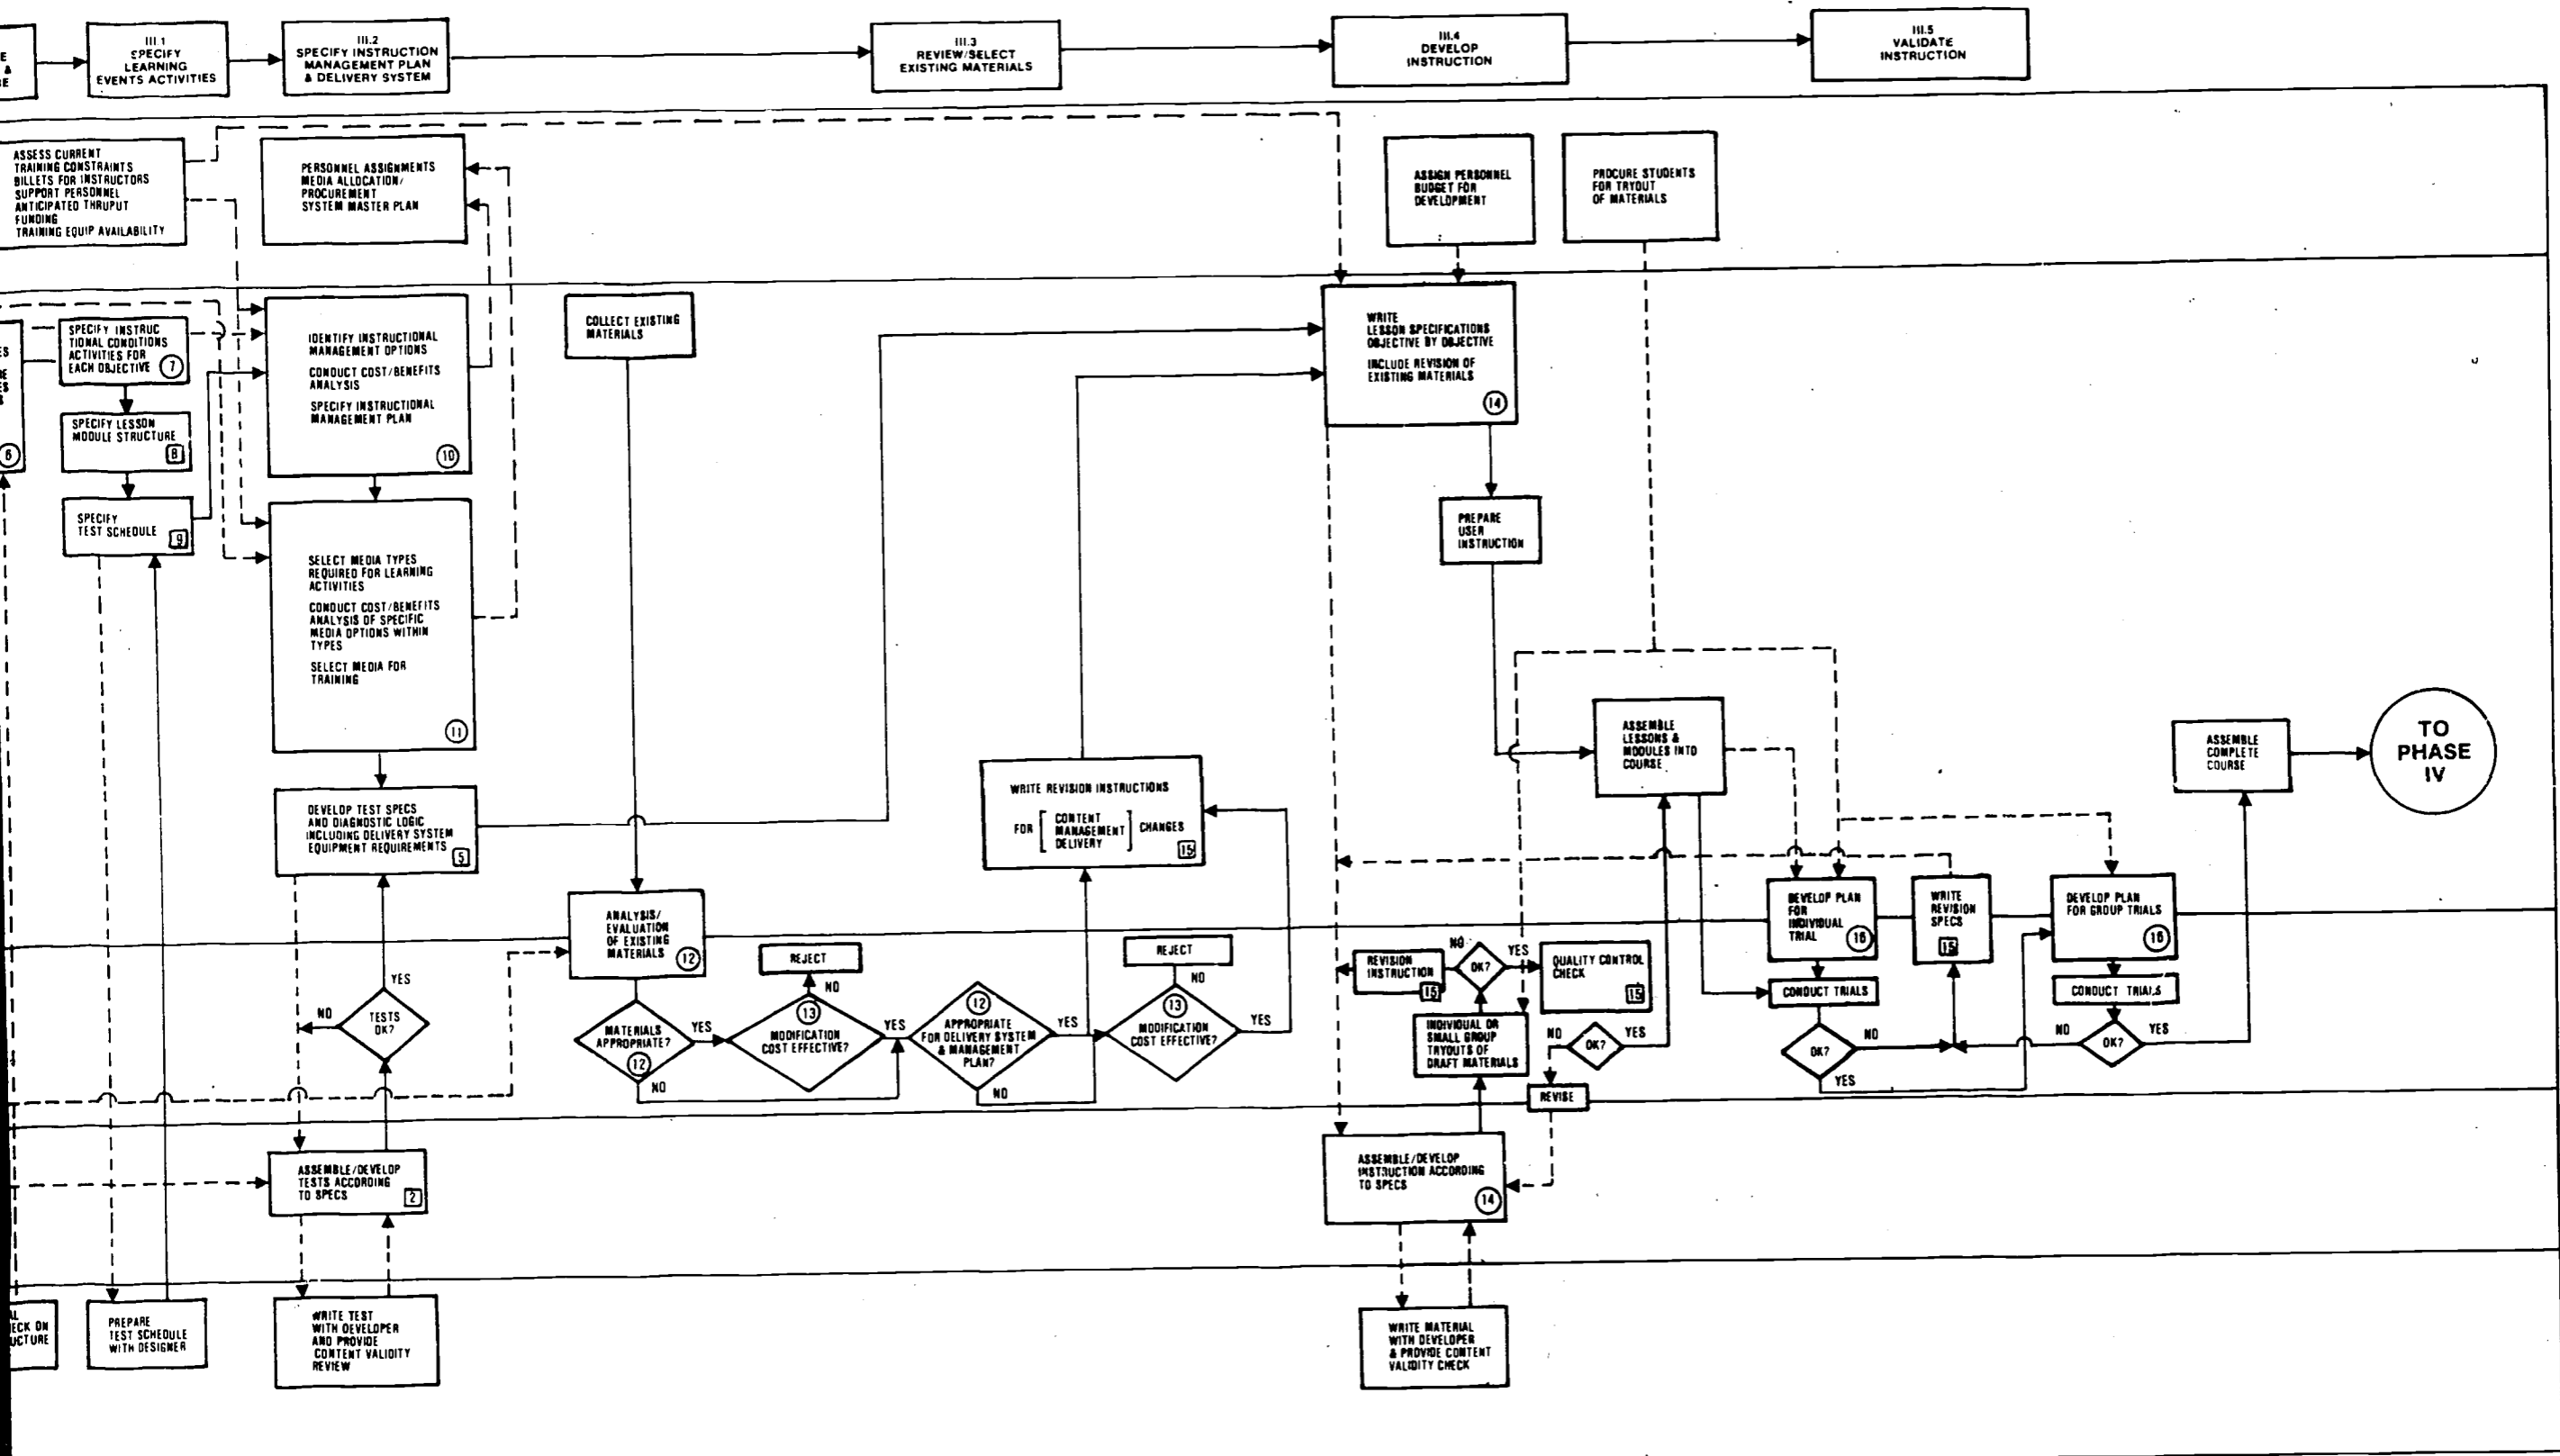 III.1
SPECIFY
LEARNING
EVENTS ACTIVITIES
III.2
SPECIFY INSTRUCTION
MANAGEMENT PLAN
& DELIVERY SYSTEM
III.3
REVIEW/SELECT
EXISTING MATERIALS
III.4
DEVELOP
INSTRUCTION
III.5
VALIDATE
INSTRUCTION
ASSESS CURRENT
TRAINING CONSTRAINTS
BILLETS FOR INSTRUCTORS
SUPPORT PERSONNEL
ANTICIPATED THRUPUT
FUNDING
TRAINING EQUIP AVAILABILITY
PERSONNEL ASSIGNMENTS
MEDIA ALLOCATION/
PROCUREMENT
SYSTEM MASTER PLAN
ASSIGN PERSONNEL
BUDGET FOR
DEVELOPMENT
PROCURE STUDENTS
FOR TRYOUT
OF MATERIALS
6
SPECIFY INSTRUC
TIONAL CONDITIONS
ACTIVITIES FOR
EACH OBJECTIVE 7
SPECIFY LESSON
MODULE STRUCTURE
8
SPECIFY
TEST SCHEDULE 9
IDENTIFY INSTRUCTIONAL
MANAGEMENT OPTIONS
CONDUCT COST/BENEFITS
ANALYSIS
SPECIFY INSTRUCTIONAL
MANAGEMENT PLAN
10
SELECT MEDIA TYPES
REQUIRED FOR LEARNING
ACTIVITIES
CONDUCT COST/BENEFITS
ANALYSIS OF SPECIFIC
MEDIA OPTIONS WITHIN
TYPES
SELECT MEDIA FOR
TRAINING
11
DEVELOP TEST SPECS
AND DIAGNOSTIC LOGIC
INCLUDING DELIVERY SYSTEM
EQUIPMENT REQUIREMENTS 5
YES
NO
TESTS
OK?
ASSEMBLE/DEVELOP
TESTS ACCORDING
TO SPECS 2
COLLECT EXISTING
MATERIALS
ANALYSIS/
EVALUATION
OF EXISTING
MATERIALS 12
MATERIALS
APPROPRIATE?
12
YES
NO
REJECT
NO
13
MODIFICATION
COST EFFECTIVE?
YES
12
APPROPRIATE
FOR DELIVERY SYSTEM
& MANAGEMENT
PLAN?
YES
NO
REJECT
NO
13
MODIFICATION
COST EFFECTIVE?
YES
WRITE REVISION INSTRUCTIONS
FOR CONTENT MANAGEMENT DELIVERY CHANGES
15
WRITE
LESSON SPECIFICATIONS
OBJECTIVE BY OBJECTIVE
INCLUDE REVISION OF
EXISTING MATERIALS
14
PREPARE
USER
INSTRUCTION
ASSEMBLE
LESSONS &
MODULES INTO
COURSE
REVISION
INSTRUCTION
15
NO
OK?
YES
QUALITY CONTROL
CHECK
15
INDIVIDUAL OR
SMALL GROUP
TRYOUTS OF
DRAFT MATERIALS
NO
OK?
YES
REVISE
ASSEMBLE/DEVELOP
INSTRUCTION ACCORDING
TO SPECS
14
DEVELOP PLAN
FOR
INDIVIDUAL
TRIAL 16
CONDUCT TRIALS
OK?
NO
YES
WRITE
REVISION
SPECS
15
DEVELOP PLAN
FOR GROUP TRIALS
16
CONDUCT TRIALS
NO
OK?
YES
ASSEMBLE
COMPLETE
COURSE
TO
PHASE
IV
ECK ON
UCTURE
PREPARE
TEST SCHEDULE
WITH DESIGNER
WRITE TEST
WITH DEVELOPER
AND PROVIDE
CONTENT VALIDITY
REVIEW
WRITE MATERIAL
WITH DEVELOPER
& PROVIDE CONTENT
VALIDITY CHECK